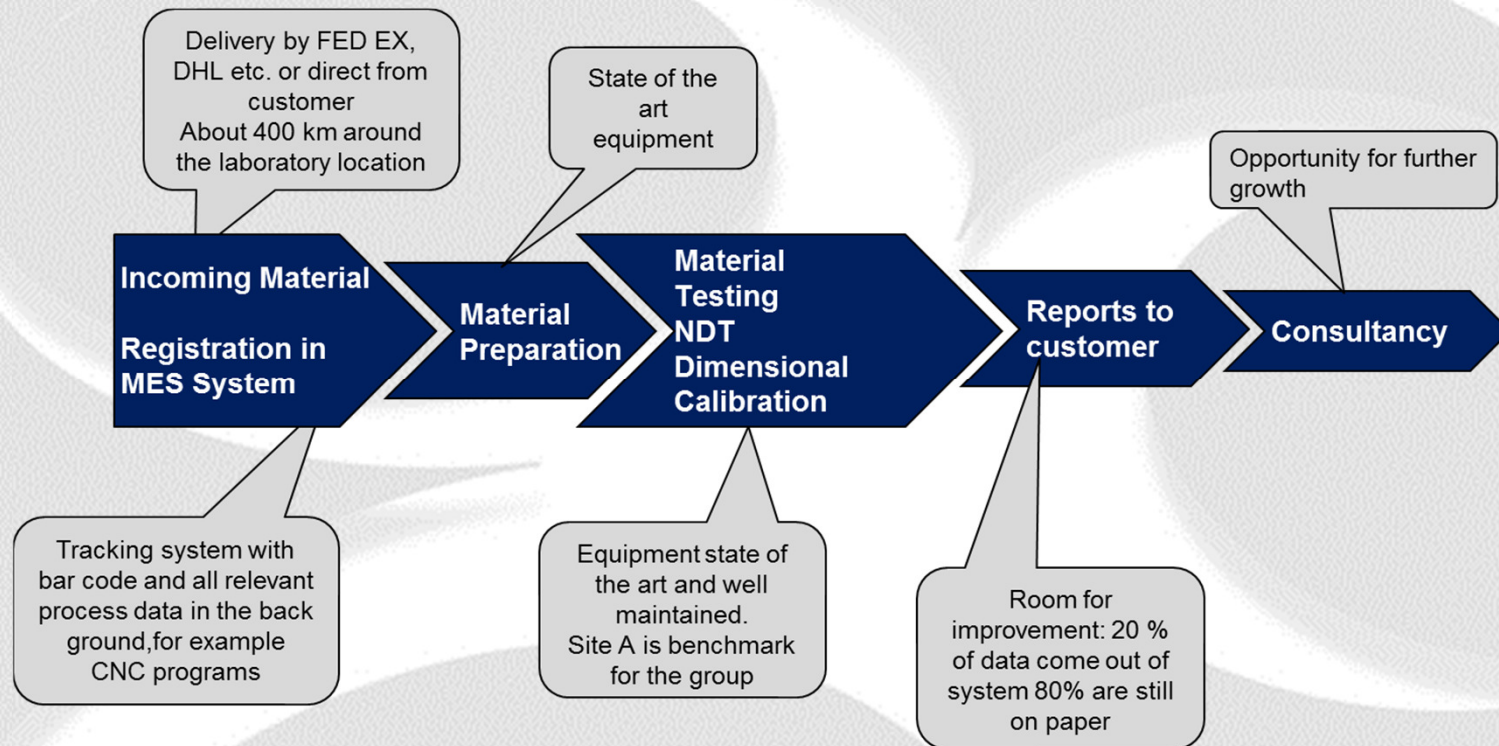 Delivery by FED EX,
DHL etc. or direct from
customer
About 400 km around
the laboratory location
State of the
art
equipment
Opportunity for further
growth
Incoming Material
Registration in
MES System
Material
Preparation
Material
Testing
NDT
Dimensional
Calibration
Reports to
customer
Consultancy
Tracking system with
bar code and all relevant
process data in the back
ground,for example
CNC programs
Equipment state of
the art and well
maintained.
Site A is benchmark
for the group
Room for
improvement: 20 %
of data come out of
system 80% are still
on paper